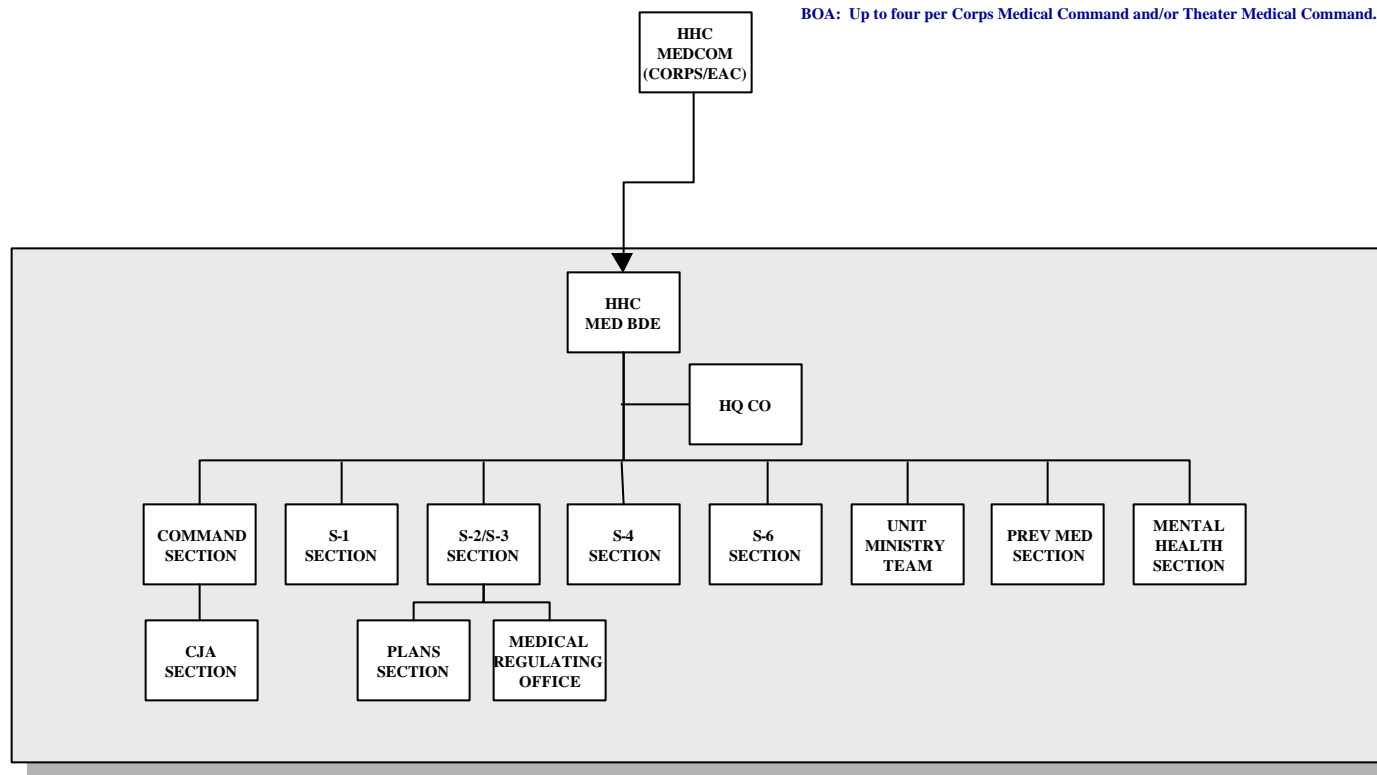 BOA: Up to four per Corps Medical Command and/or Theater Medical Command.
HHC
MEDCOM
(CORPS/EAC)
HHC
MED BDE
HQ CO
COMMAND
SECTION
S-1
SECTION
S-2/S-3
SECTION
S-4
SECTION
S-6
SECTION
UNIT
MINISTRY
TEAM
PREV MED
SECTION
MENTAL
HEALTH
SECTION
CJA
SECTION
PLANS
SECTION
MEDICAL
REGULATING
OFFICE